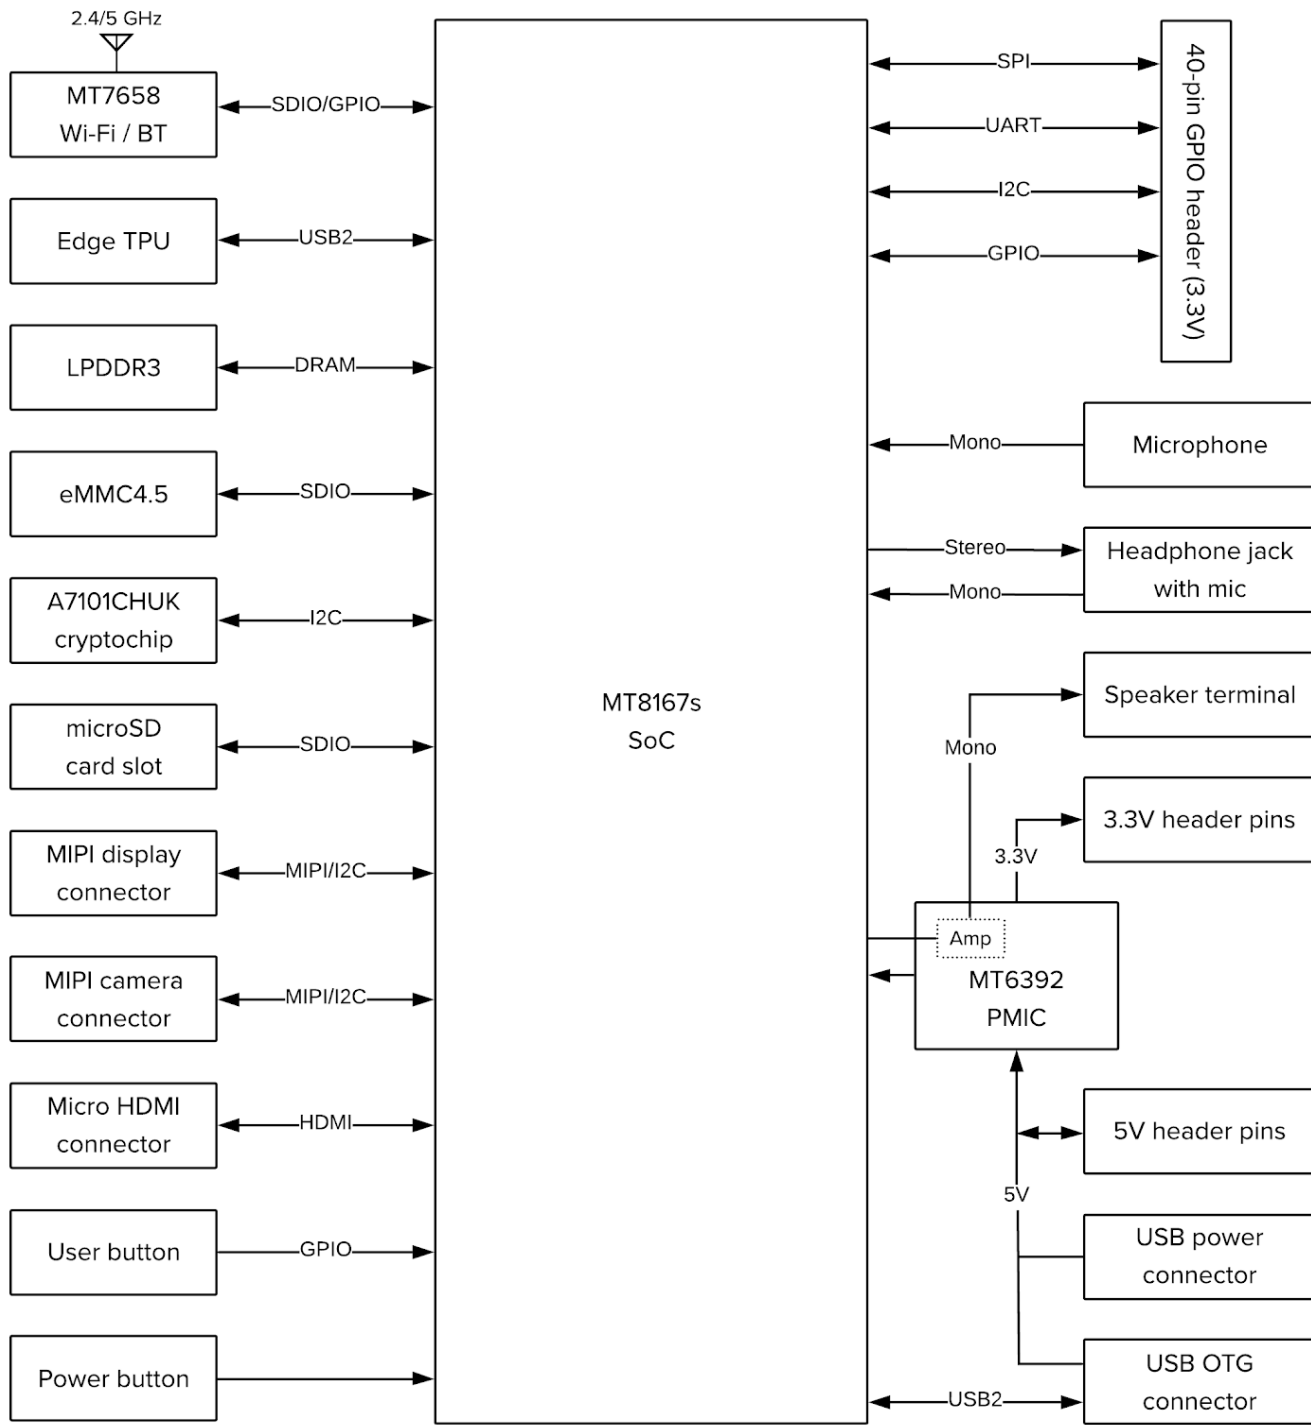 2.4/5 GHz
MT7658
Wi-Fi / BT
SDIO/GPIO
Edge TPU
USB2
LPDDR3
DRAM
eMMC4.5
SDIO
A7101CHUK
cryptochip
I2C
microSD
card slot
SDIO
MIPI display
connector
MIPI/I2C
MIPI camera
connector
MIPI/I2C
Micro HDMI
connector
HDMI
User button
GPIO
Power button
MT8167s
SoC
SPI
UART
I2C
GPIO
40-pin GPIO header (3.3V)
Mono
Microphone
Stereo
Mono
Headphone jack
with mic
Mono
Speaker terminal
3.3V
3.3V header pins
Amp
MT6392
PMIC
5V header pins
5V
USB power
connector
USB2
USB OTG
connector